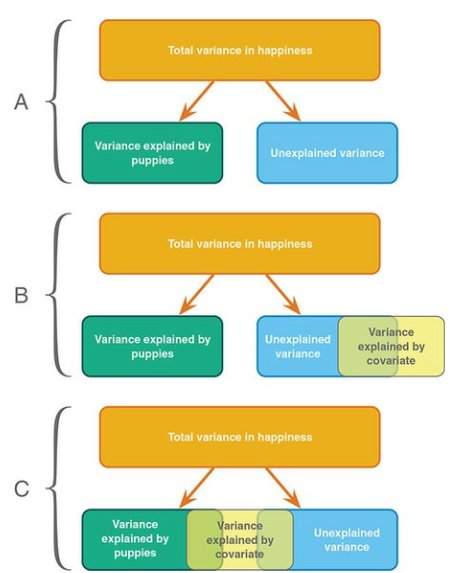 A
Total variance in happiness
Variance explained by
puppies
Unexplained variance
B
Total variance in happiness
Variance explained by
puppies
Unexplained
variance
Variance
explained by
covariate
C
Total variance in happiness
Variance
explained by
puppies
Variance
explained by
covariate
Unexplained
variance